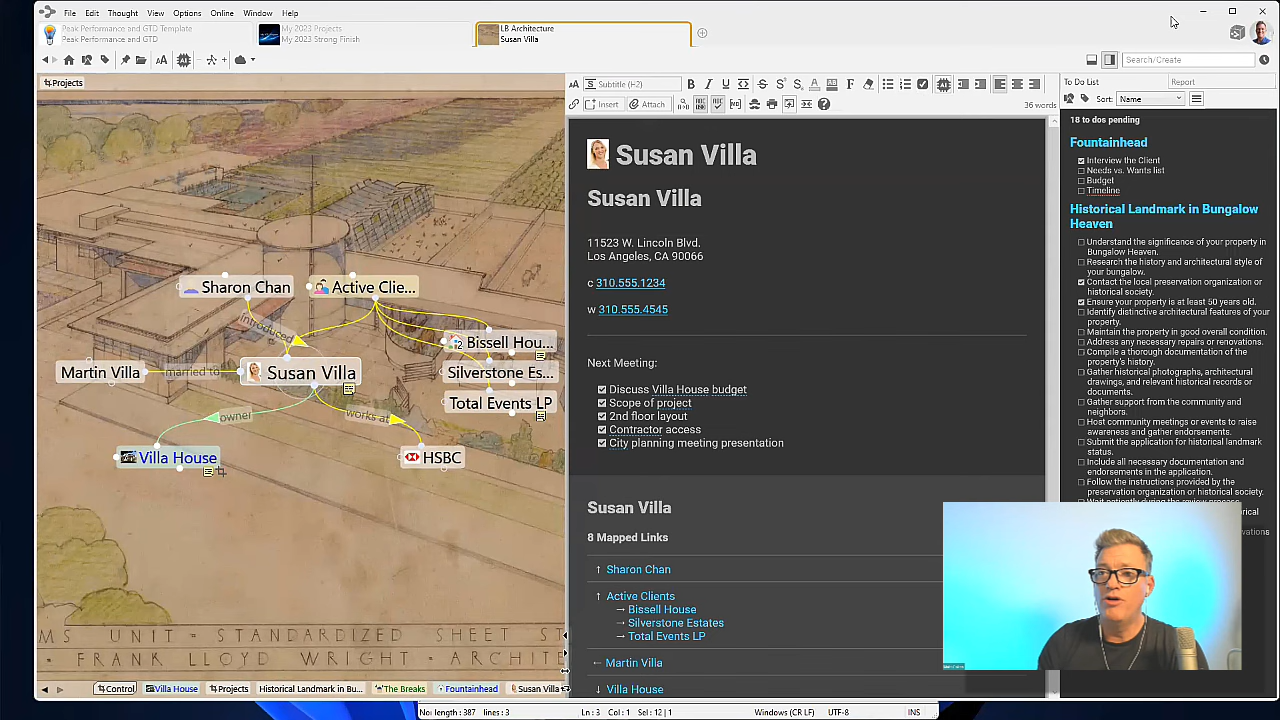 File Edit Thought View Options Online Window Help
Peak Performance and GTD Template
Peak Performance and GTD
My 2023 Projects
My 2023 Strong Finish
LB Architecture
Susan Villa
Search/Create
Projects
Subtitle (H2)
Insert
Attach
36 words
To Do List
Report
Sort: Name
18 to dos pending
Fountainhead
Interview the Client
Needs vs. Wants list
Budget
Timeline
Historical Landmark in Bungalow
Heaven
Understand the significance of your property in
Bungalow Heaven.
Research the history and architectural style of
your bungalow.
Contact the local preservation organization or
historical society.
Ensure your property is at least 50 years old.
Identify distinctive architectural features of your
property.
Maintain the property in good overall condition.
Address any necessary repairs or renovations.
Compile a thorough documentation of the
property's history.
Gather historical photographs, architectural
drawings, and relevant historical records or
documents.
Gather support from the community and
neighbors.
Host community meetings or events to raise
awareness and gather endorsements.
Submit the application for historical landmark
status.
Include all necessary documentation and
endorsements in the application.
Follow the instructions provided by the
preservation organization or historical society.
Wait patiently during the review process.
Susan Villa
Susan Villa
11523 W. Lincoln Blvd.
Los Angeles, CA 90066
c 310.555.1234
w 310.555.4545
Next Meeting:
Discuss Villa House budget
Scope of project
2nd floor layout
Contractor access
City planning meeting presentation
Susan Villa
8 Mapped Links
↑ Sharon Chan
↑ Active Clients
→ Bissell House
→ Silverstone Estates
→ Total Events LP
← Martin Villa
↓ Villa House
Sharon Chan
Active Clie...
introduced
Bissell Hou...
Martin Villa
married to
Susan Villa
Silverstone Es...
Total Events LP
owner
works at
Villa House
HSBC
MS UNIT - STANDARDIZED SHEET ST
FRANK LLOYD WRIGHT - ARCHITE
Control
Villa House
Projects
Historical Landmark in Bu...
The Breaks
Fountainhead
Susan Villa
length : 387 lines : 3
Ln : 3 Col : 1 Sel : 12 | 1
Windows (CR LF)
UTF-8
INS